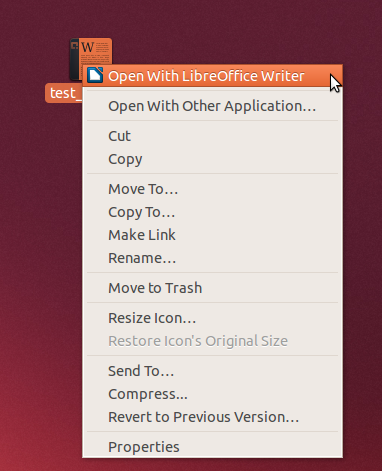 W
test_
Open With LibreOffice Writer
Open With Other Application…
Cut
Copy
Move To…
Copy To…
Make Link
Rename…
Move to Trash
Resize Icon…
Restore Icon's Original Size
Send To…
Compress...
Revert to Previous Version…
Properties